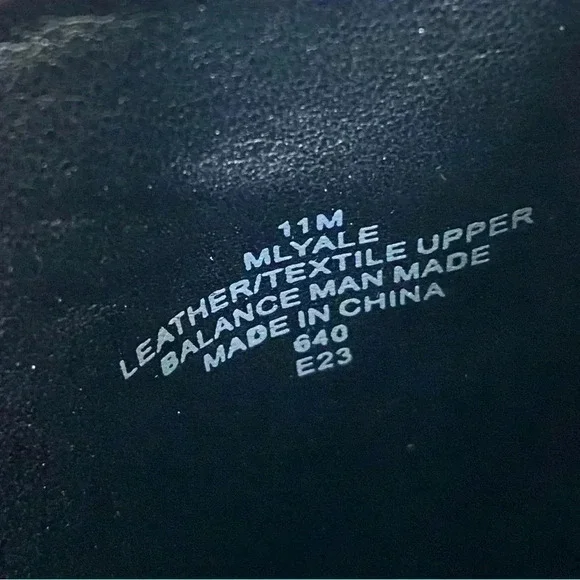 11M
MLYALE
LEATHER/TEXTILE UPPER
BALANCE MAN MADE
MADE IN CHINA
640
E23